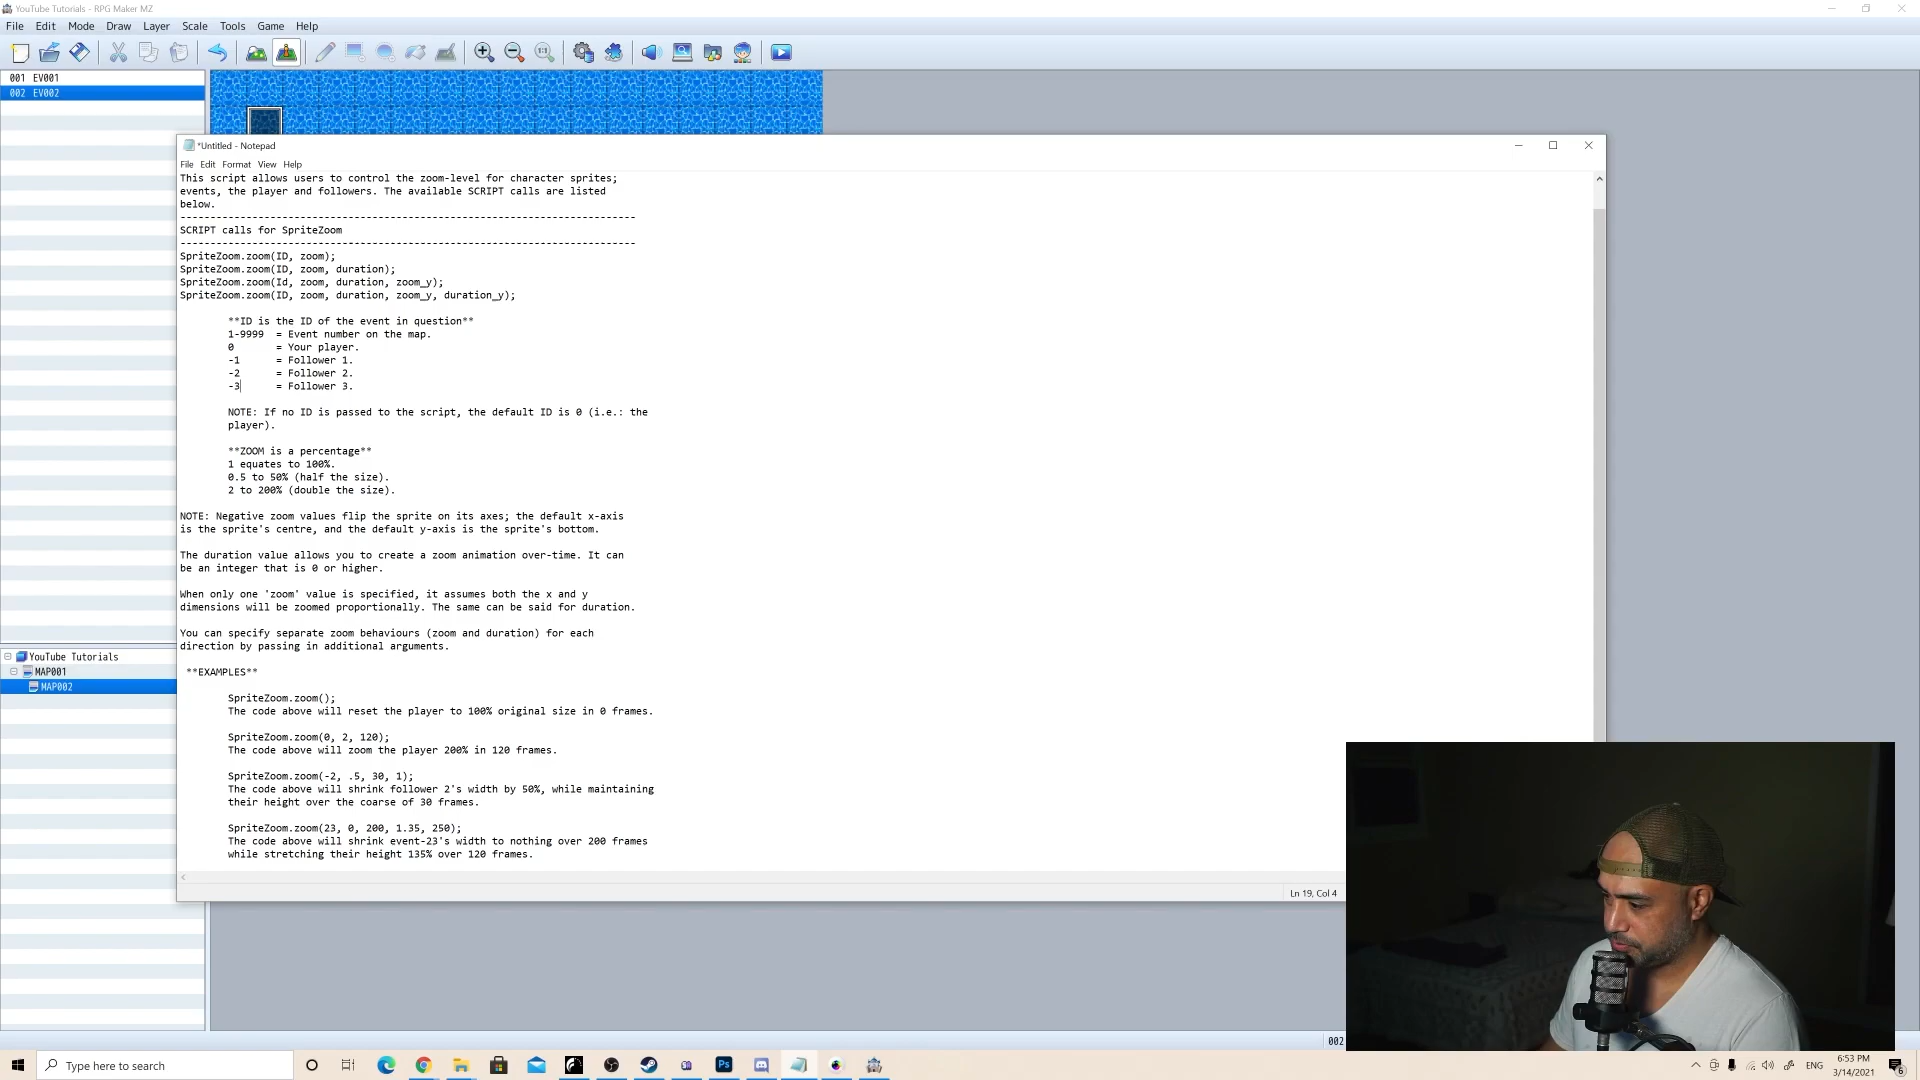 YouTube Tutorials - RPG Maker MZ
File Edit Mode Draw Layer Scale Tools Game Help
1:1
001 EV001
002 EV002
*Untitled - Notepad
File Edit Format View Help
This script allows users to control the zoom-level for character sprites;
events, the player and followers. The available SCRIPT calls are listed
below.
----------------------------------------------------------------------------
SCRIPT calls for SpriteZoom
----------------------------------------------------------------------------
SpriteZoom.zoom(ID, zoom);
SpriteZoom.zoom(ID, zoom, duration);
SpriteZoom.zoom(Id, zoom, duration, zoom_y);
SpriteZoom.zoom(ID, zoom, duration, zoom_y, duration_y);
**ID is the ID of the event in question**
1-9999 = Event number on the map.
0 = Your player.
-1 = Follower 1.
-2 = Follower 2.
-3 = Follower 3.
NOTE: If no ID is passed to the script, the default ID is 0 (i.e.: the
player).
**ZOOM is a percentage**
1 equates to 100%.
0.5 to 50% (half the size).
2 to 200% (double the size).
NOTE: Negative zoom values flip the sprite on its axes; the default x-axis
is the sprite's centre, and the default y-axis is the sprite's bottom.
The duration value allows you to create a zoom animation over-time. It can
be an integer that is 0 or higher.
When only one 'zoom' value is specified, it assumes both the x and y
dimensions will be zoomed proportionally. The same can be said for duration.
You can specify separate zoom behaviours (zoom and duration) for each
direction by passing in additional arguments.
**EXAMPLES**
SpriteZoom.zoom();
The code above will reset the player to 100% original size in 0 frames.
SpriteZoom.zoom(0, 2, 120);
The code above will zoom the player 200% in 120 frames.
SpriteZoom.zoom(-2, .5, 30, 1);
The code above will shrink follower 2's width by 50%, while maintaining
their height over the coarse of 30 frames.
SpriteZoom.zoom(23, 0, 200, 1.35, 250);
The code above will shrink event-23's width to nothing over 200 frames
while stretching their height 135% over 120 frames.
Ln 19, Col 4
YouTube Tutorials
MAP001
MAP002
002
Type here to search
Ps
ENG
6:53 PM
3/14/2021
6